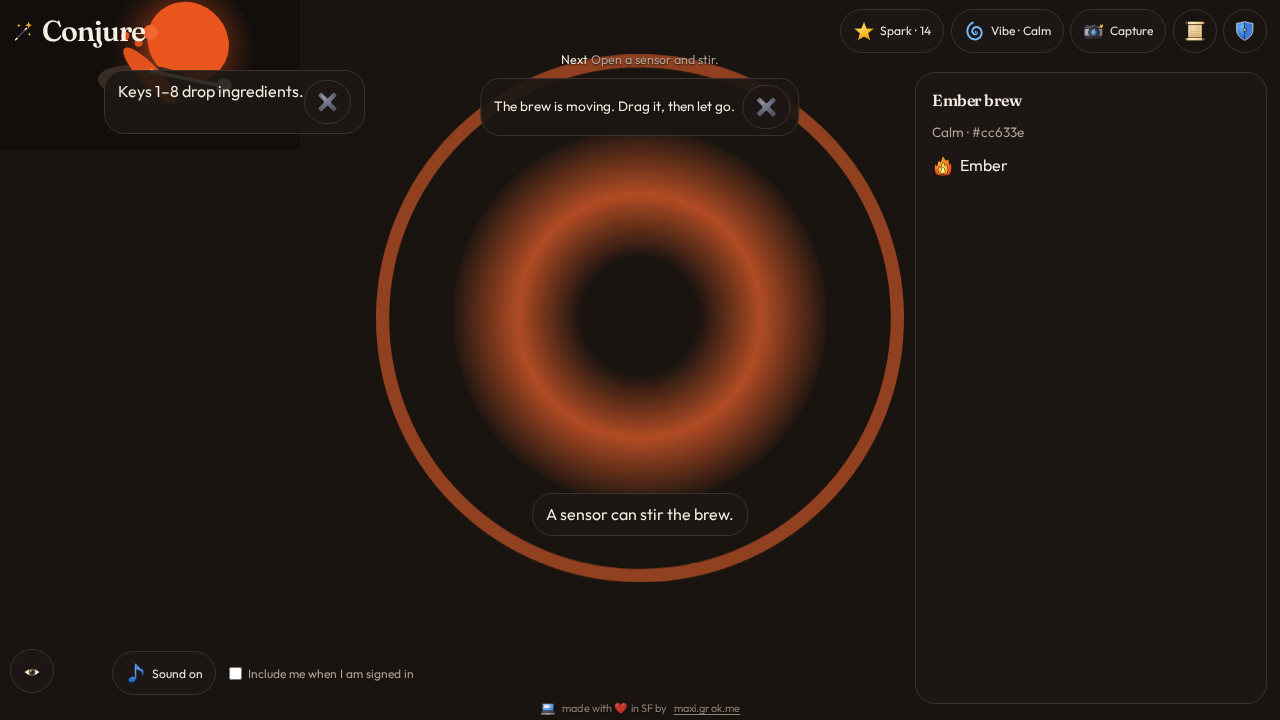 Conjure
Spark · 14
Vibe · Calm
Capture
Next Open a sensor and stir.
Keys 1–8 drop ingredients.
The brew is moving. Drag it, then let go.
Ember brew
Calm · #cc633e
Ember
A sensor can stir the brew.
Sound on
Include me when I am signed in
made with ❤️ in SF by maxi.grok.me